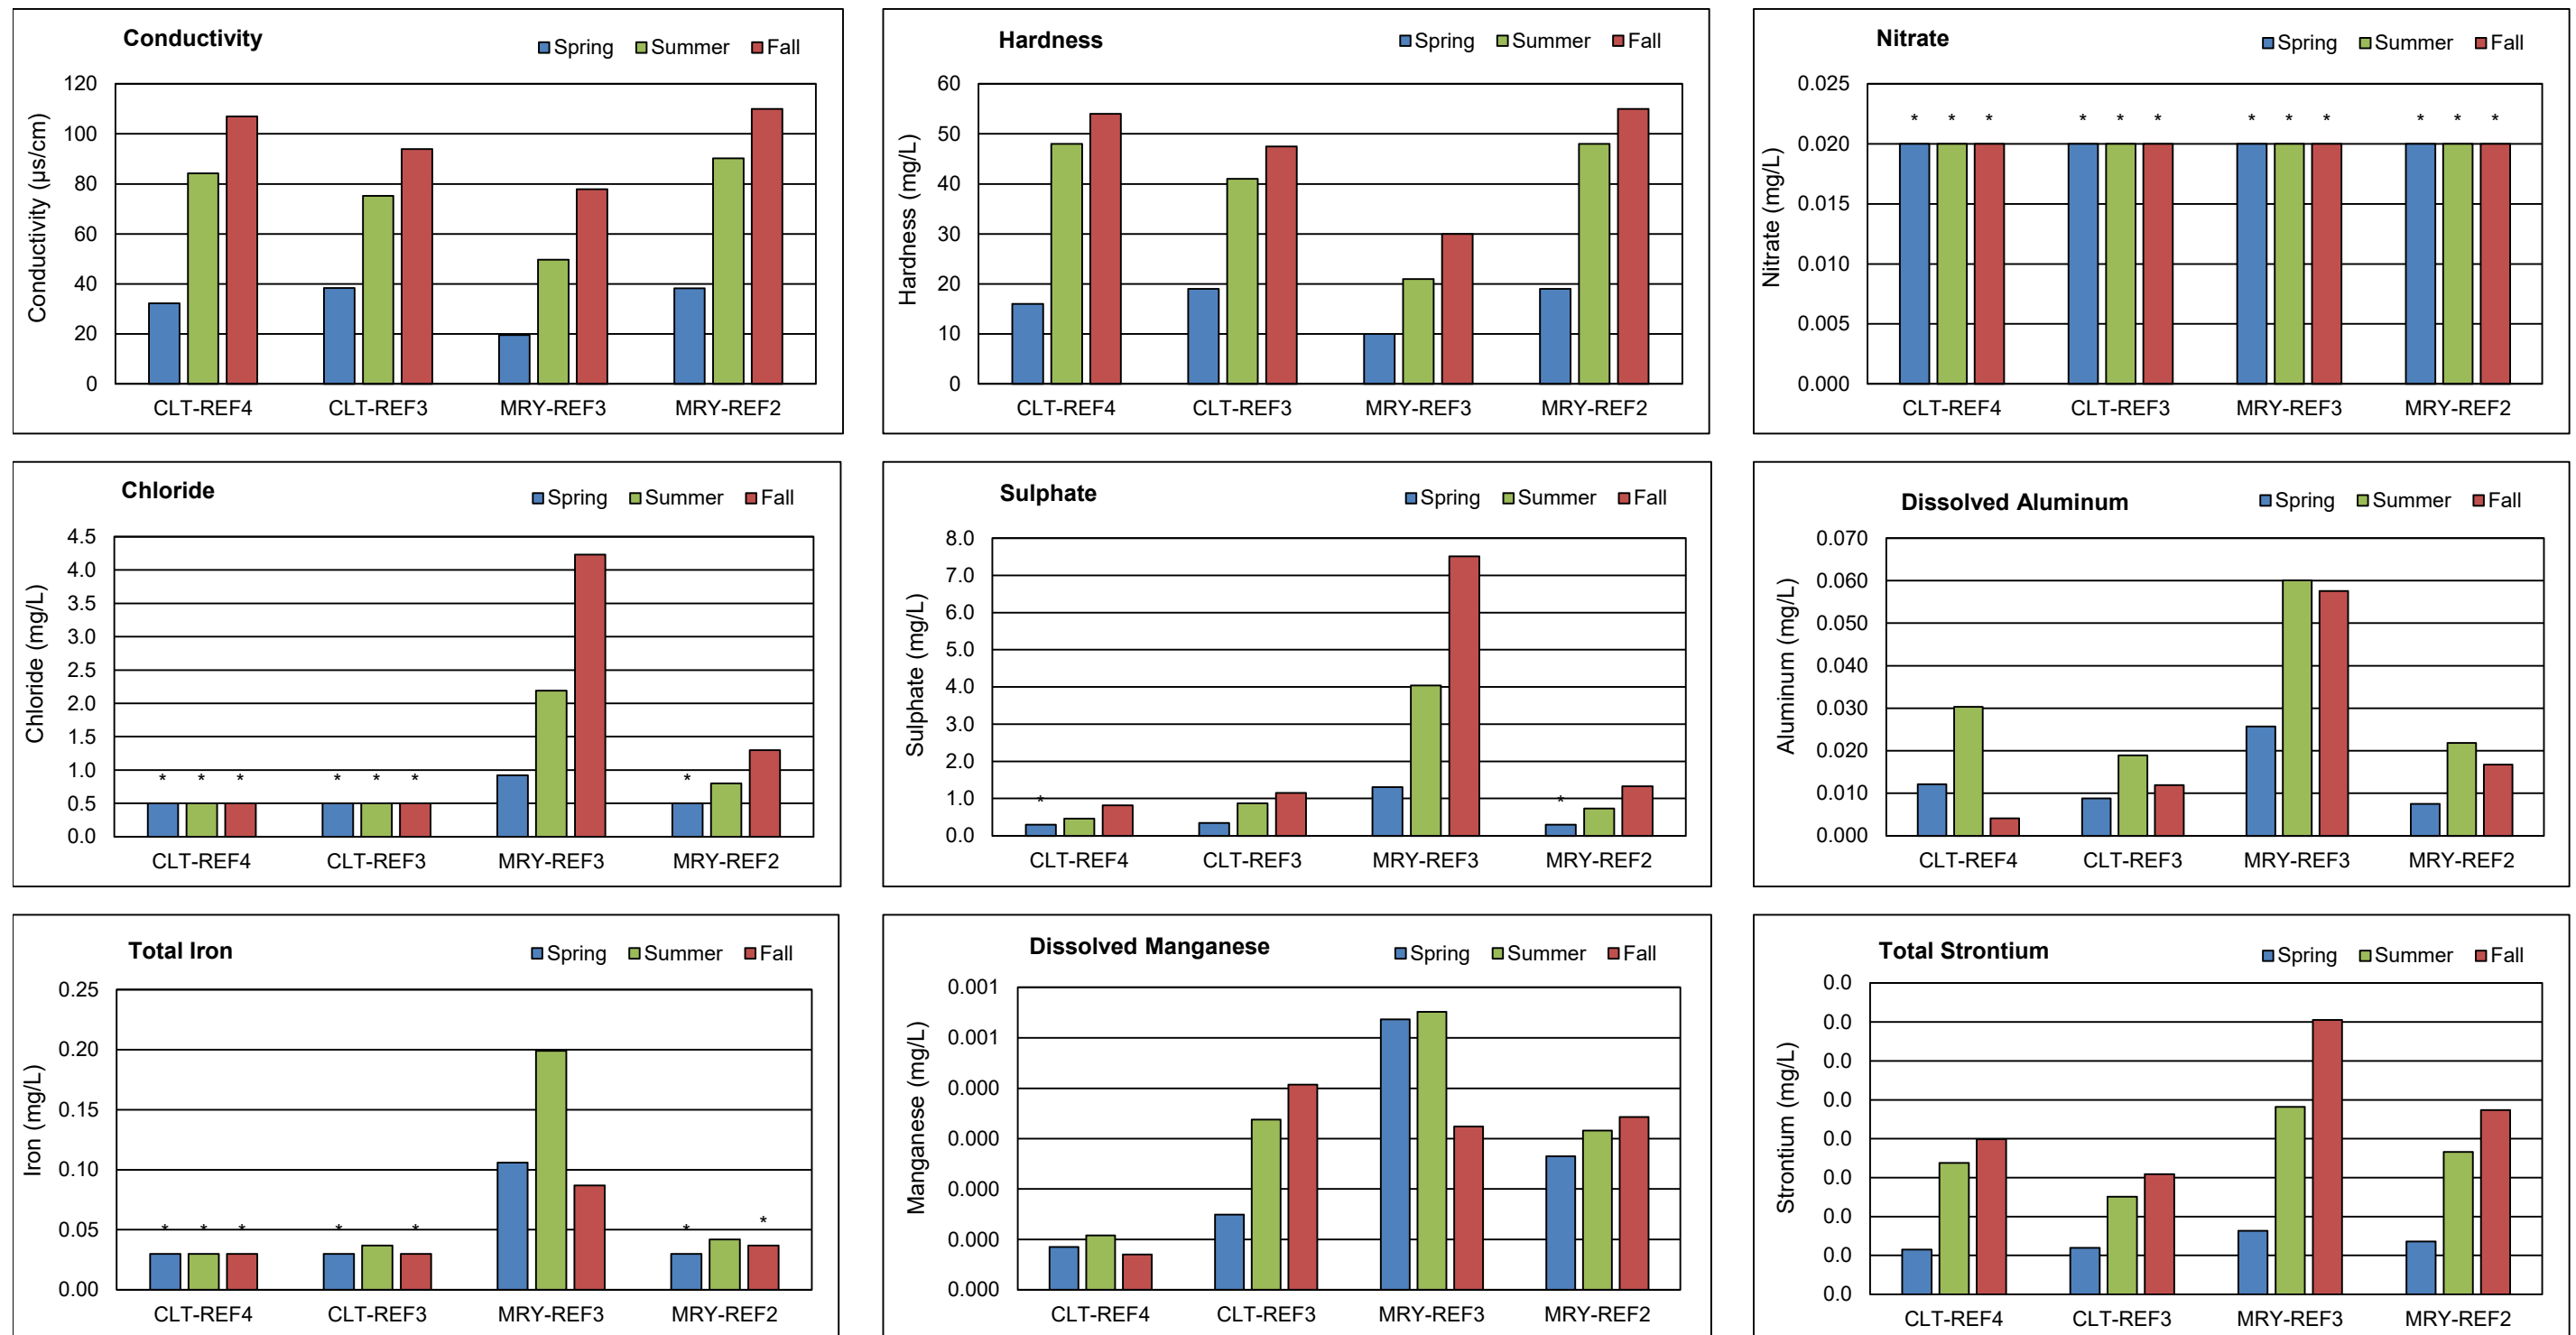 Conductivity
Spring Summer Fall
Conductivity (µs/cm)
120
100
80
60
40
20
0
CLT-REF4 CLT-REF3 MRY-REF3 MRY-REF2
Hardness
Spring Summer Fall
Hardness (mg/L)
60
50
40
30
20
10
0
CLT-REF4 CLT-REF3 MRY-REF3 MRY-REF2
Nitrate
Spring Summer Fall
Nitrate (mg/L)
0.025
0.020
0.015
0.010
0.005
0.000
* * * * * * * * * * * *
CLT-REF4 CLT-REF3 MRY-REF3 MRY-REF2
Chloride
Spring Summer Fall
Chloride (mg/L)
4.5
4.0
3.5
3.0
2.5
2.0
1.5
1.0
0.5
0.0
* * * * * * *
CLT-REF4 CLT-REF3 MRY-REF3 MRY-REF2
Sulphate
Spring Summer Fall
Sulphate (mg/L)
8.0
7.0
6.0
5.0
4.0
3.0
2.0
1.0
0.0
* *
CLT-REF4 CLT-REF3 MRY-REF3 MRY-REF2
Dissolved Aluminum
Spring Summer Fall
Aluminum (mg/L)
0.070
0.060
0.050
0.040
0.030
0.020
0.010
0.000
CLT-REF4 CLT-REF3 MRY-REF3 MRY-REF2
Total Iron
Spring Summer Fall
Iron (mg/L)
0.25
0.20
0.15
0.10
0.05
0.00
* * * * * * *
CLT-REF4 CLT-REF3 MRY-REF3 MRY-REF2
Dissolved Manganese
Spring Summer Fall
Manganese (mg/L)
0.001
0.001
0.000
0.000
0.000
0.000
0.000
CLT-REF4 CLT-REF3 MRY-REF3 MRY-REF2
Total Strontium
Spring Summer Fall
Strontium (mg/L)
0.0
0.0
0.0
0.0
0.0
0.0
0.0
0.0
0.0
CLT-REF4 CLT-REF3 MRY-REF3 MRY-REF2